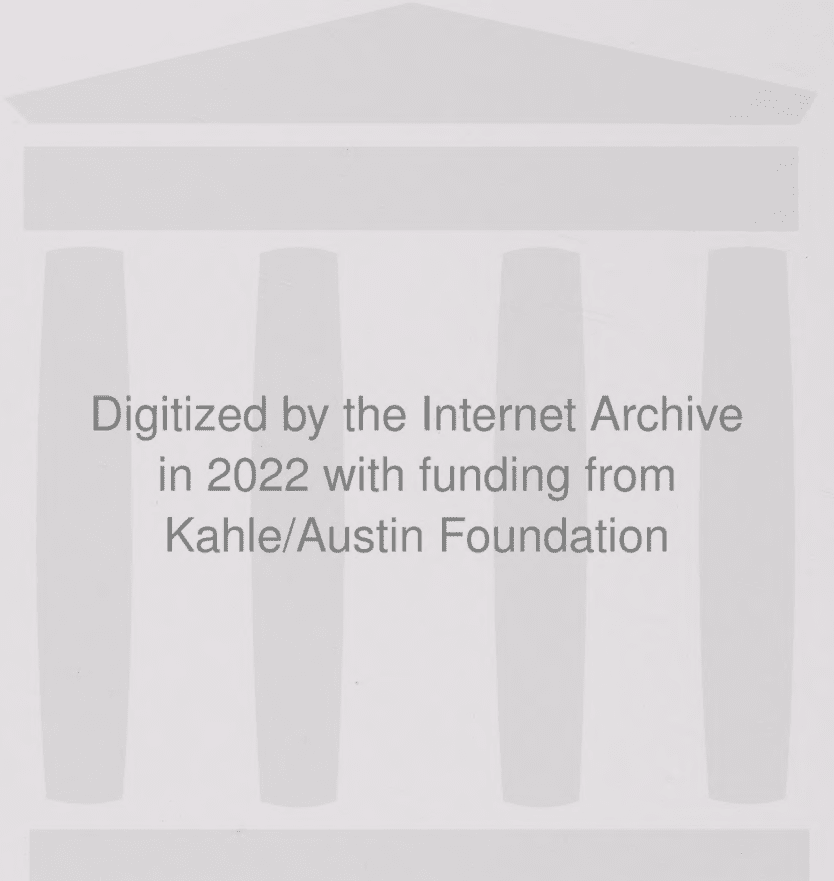 Digitized by the Internet Archive
in 2022 with funding from
Kahle/Austin Foundation